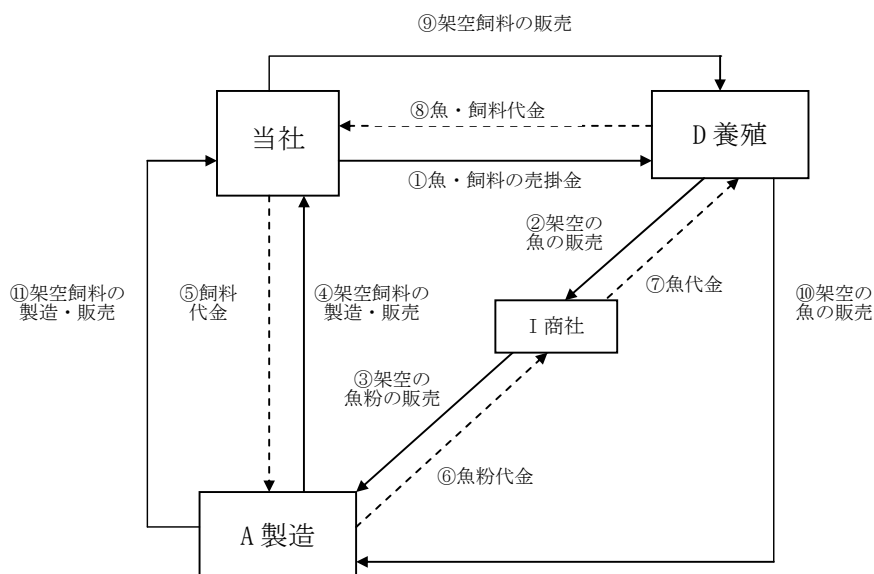 ⑨架空飼料の販売
⑧魚・飼料代金
当社
D 養殖
①魚・飼料の売掛金
②架空の
魚の販売
⑦魚代金
⑪架空飼料の
製造・販売
⑤飼料
代金
④架空飼料の
製造・販売
⑩架空の
魚の販売
I 商社
③架空の
魚粉の販売
⑥魚粉代金
A 製造